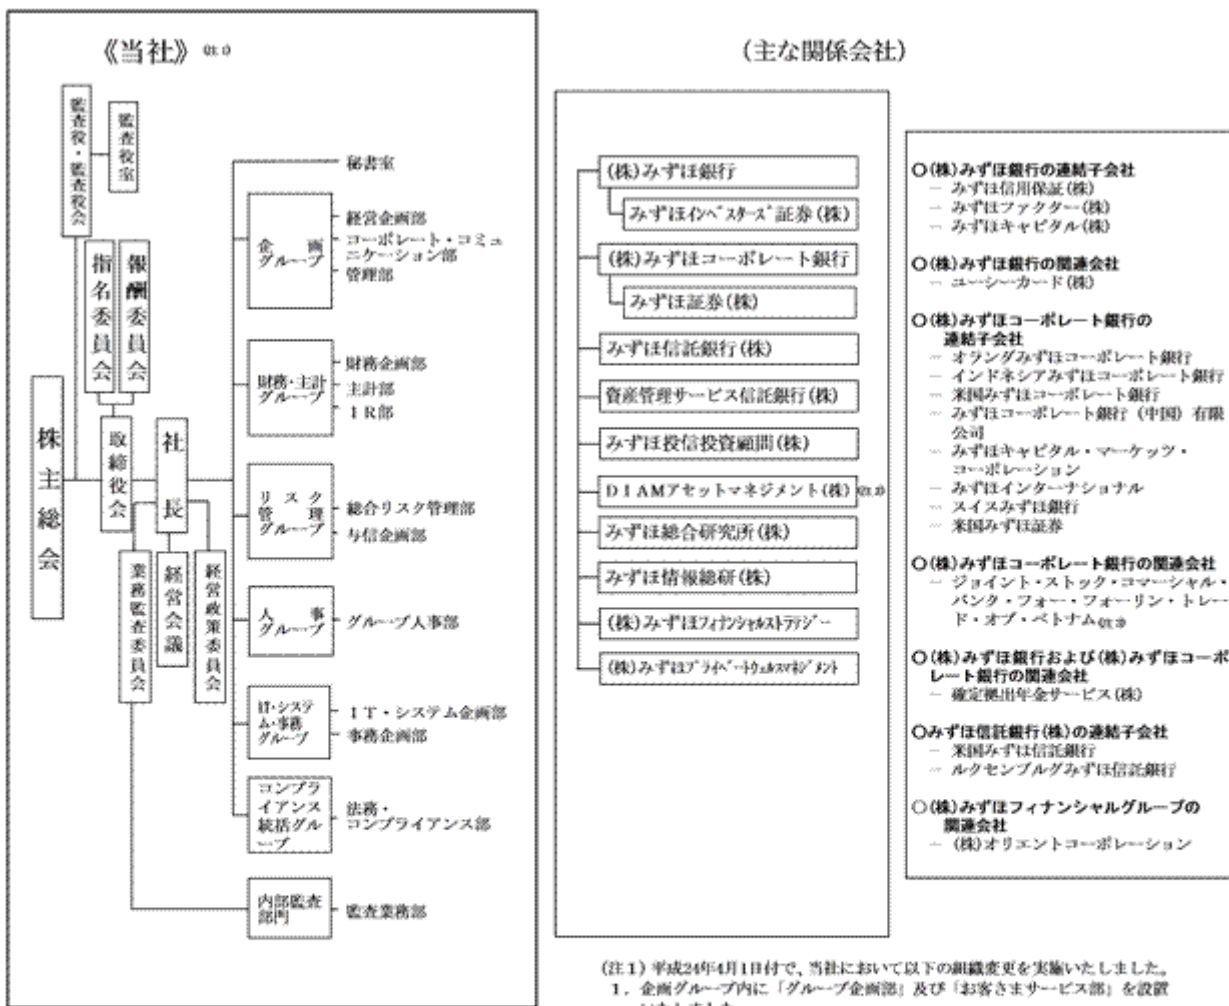 《当社》(注1)
(主な関係会社)
監査役・監査役会
監査役室
指名委員会
報酬委員会
株主総会
取締役会
社長
業務監査委員会
経営会議
経営政策委員会
秘書室
企画
グループ
経営企画部
コーポレート・コミュ
ニケーション部
管理部
財務・主計
グループ
財務企画部
主計部
IR部
リスク
管理
グループ
総合リスク管理部
与信企画部
人事
グループ
グループ人事部
IT・システ
ム・事務
グループ
IT・システム企画部
事務企画部
コンプラ
イアンス
統括グル
ープ
法務・
コンプライアンス部
内部監査
部門
監査業務部
(株)みずほ銀行
みずほインベスターズ証券(株)
(株)みずほコーポレート銀行
みずほ証券(株)
みずほ信託銀行(株)
資産管理サービス信託銀行(株)
みずほ投信投資顧問(株)
DIAMアセットマネジメント(株)
みずほ総合研究所(株)
みずほ情報総研(株)
(株)みずほフィナンシャルストラテジー
(株)みずほプライベートウェルスマネジメント
○(株)みずほ銀行の連結子会社
― みずほ信用保証(株)
― みずほファクター(株)
― みずほキャピタル(株)
○(株)みずほ銀行の関連会社
― ユーシーカード(株)
○(株)みずほコーポレート銀行の
連結子会社
― オランダみずほコーポレート銀行
― インドネシアみずほコーポレート銀行
― 米国みずほコーポレート銀行
― みずほコーポレート銀行(中国)有限
公司
― みずほキャピタル・マーケッツ・
コーポレーション
― みずほインターナショナル
― スイスみずほ銀行
― 米国みずほ証券
○(株)みずほコーポレート銀行の関連会社
― ジョイント・ストック・コマーシャル・
バンク・フォー・フォーリン・トレー
ド・オブ・ベトナム
○(株)みずほ銀行および(株)みずほコーポ
レート銀行の関連会社
― 確定拠出年金サービス(株)
○みずほ信託銀行(株)の連結子会社
― 米国みずほ信託銀行
― ルクセンブルグみずほ信託銀行
○(株)みずほフィナンシャルグループの
関連会社
― (株)オリエントコーポレーション
(注1)平成24年4月1日付で、当社において以下の組織変更を実施いたしました。
1. 企画グループ内に「グループ企画部」及び「お客さまサービス部」を設置